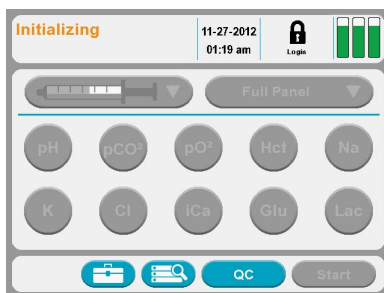 Initializing
11-27-2012
01:19 am
Login
Full Panel
pH
pCO²
pO²
Hct
Na
K
Cl
iCa
Glu
Lac
QC
Start